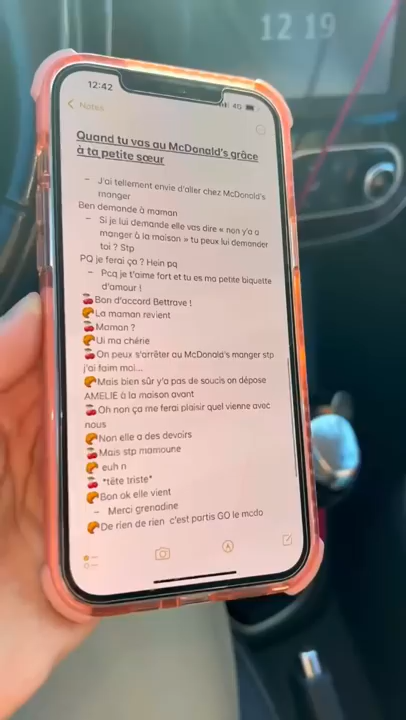 12 19
12:42
4G
Notes
Quand tu vas au McDonald's grâce
à ta petite sœur
– J'ai tellement envie d'aller chez McDonald's
manger
Ben demande à maman
– Si je lui demande elle vas dire « non y'a a
manger à la maison » tu peux lui demander
toi ? Stp
PQ je ferai ça ? Hein pq
– Pcq je t'aime fort et tu es ma petite biquette
d'amour !
🍒Bon d'accord Bettrave !
🥐La maman revient
🍒Maman ?
🥐Ui ma chérie
🍒On peux s'arrêter au McDonald's manger stp
j'ai faim moi...
🥐Mais bien sûr y'a pas de soucis on dépose
AMELIE à la maison avant
🍒Oh non ça me ferai plaisir quel vienne avec
nous
🥐Non elle a des devoirs
🍒Mais stp mamoune
🥐 euh n
🍒 *tête triste*
🥐Bon ok elle vient
– Merci grenadine
🥐De rien de rien c'est partis GO le mcdo